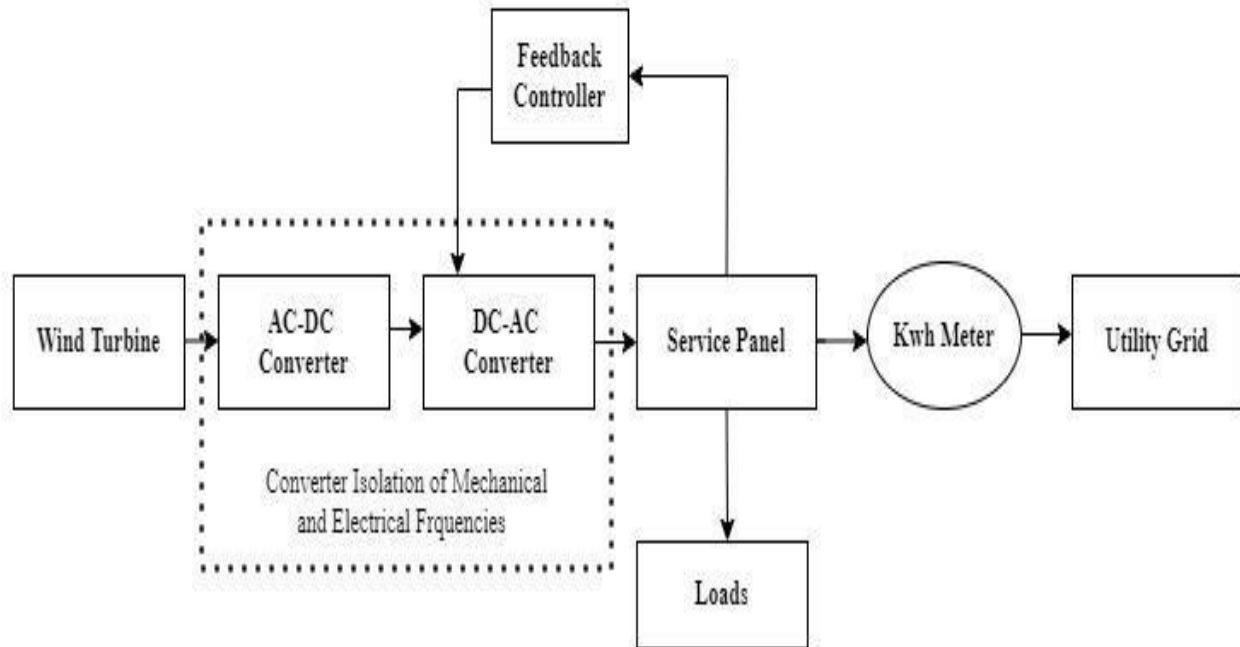 Feedback
Controller
Wind Turbine
AC-DC
Converter
DC-AC
Converter
Service Panel
Kwh Meter
Utility Grid
Converter Isolation of Mechanical
and Electrical Frquencies
Loads